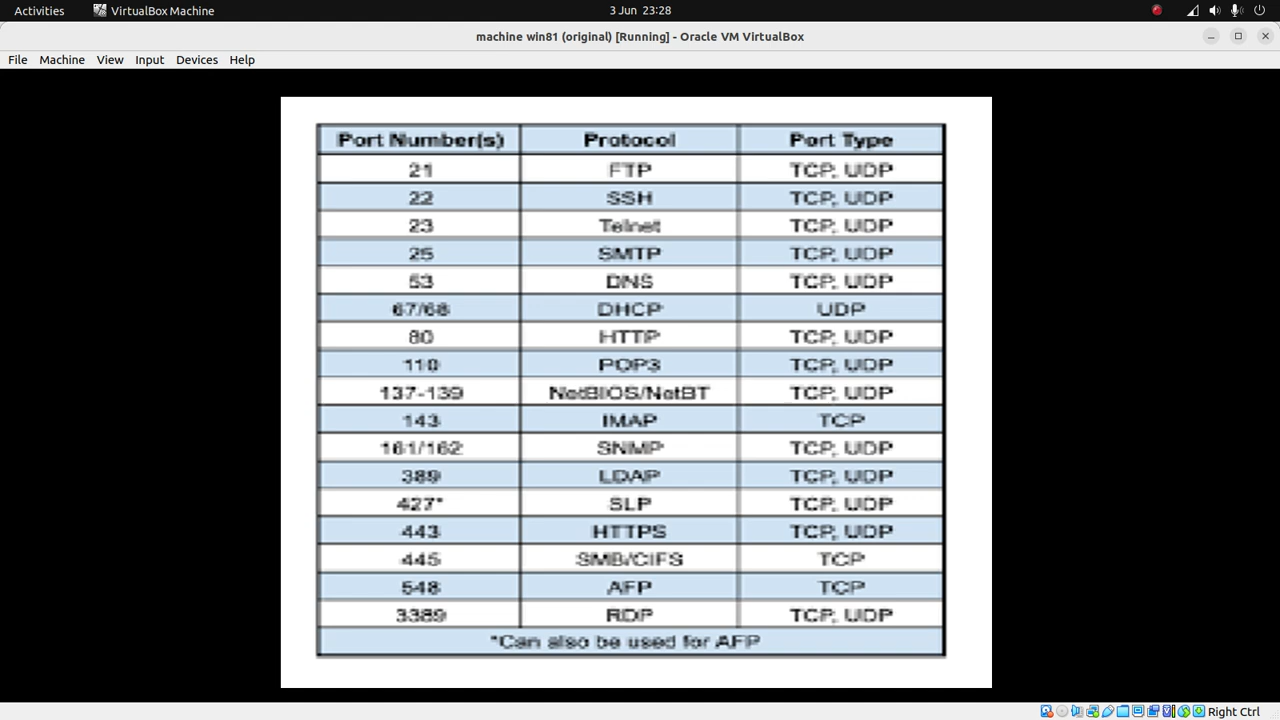 Activities VirtualBox Machine 3 Jun 23:28
machine win81 (original) [Running] - Oracle VM VirtualBox
File Machine View Input Devices Help
Port Number(s) Protocol Port Type
21 FTP TCP, UDP
22 SSH TCP, UDP
23 Telnet TCP, UDP
25 SMTP TCP, UDP
53 DNS TCP, UDP
67/68 DHCP UDP
80 HTTP TCP, UDP
110 POP3 TCP, UDP
137-139 NetBIOS/NetBT TCP, UDP
143 IMAP TCP
161/162 SNMP TCP, UDP
389 LDAP TCP, UDP
427* SLP TCP, UDP
443 HTTPS TCP, UDP
445 SMB/CIFS TCP
548 AFP TCP
3389 RDP TCP, UDP
*Can also be used for AFP
Right Ctrl